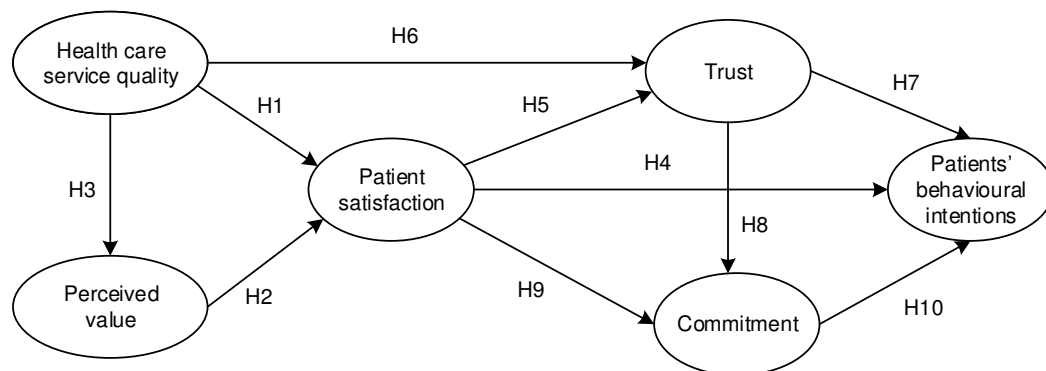 H6
Health care
service quality
Trust
H7
H5
H1
H3
Patient
satisfaction
H4
Patients'
behavioural
intentions
H8
Perceived
value
H2
H9
Commitment
H10